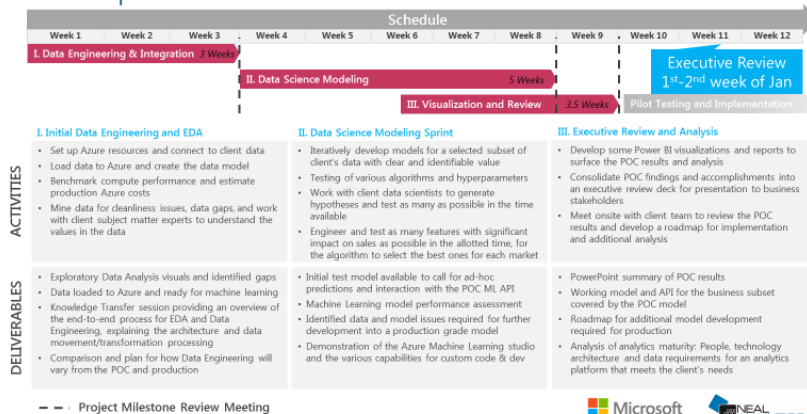 Schedule
Week 1 Week 2 Week 3 Week 4 Week 5 Week 6 Week 7 Week 8 Week 9 Week 10 Week 11 Week 12
I. Data Engineering & Integration 3 Weeks
Executive Review
1st-2nd week of Jan
II. Data Science Modeling 5 Weeks
III. Visualization and Review 3.5 Weeks
Pilot Testing and Implementation
ACTIVITIES
I. Initial Data Engineering and EDA
• Set up Azure resources and connect to client data
• Load data to Azure and create the data model
• Benchmark compute performance and estimate
production Azure costs
• Mine data for cleanliness issues, data gaps, and work
with client subject matter experts to understand the
values in the data
II. Data Science Modeling Sprint
• Iteratively develop models for a selected subset of
client's data with clear and identifiable value
• Testing of various algorithms and hyperparameters
• Work with client data scientists to generate
hypotheses and test as many as possible in the time
available
• Engineer and test as many features with significant
impact on sales as possible in the allotted time, for
the algorithm to select the best ones for each market
III. Executive Review and Analysis
• Develop some Power BI visualizations and reports to
surface the POC results and analysis
• Consolidate POC findings and accomplishments into
an executive review deck for presentation to business
stakeholders
• Meet onsite with client team to review the POC
results and develop a roadmap for implementation
and additional analysis
DELIVERABLES
• Exploratory Data Analysis visuals and identified gaps
• Data loaded to Azure and ready for machine learning
• Knowledge Transfer session providing an overview of
the end-to-end process for EDA and Data
Engineering, explaining the architecture and data
movement/transformation processing
• Comparison and plan for how Data Engineering will
vary from the POC and production
• Initial test model available to call for ad-hoc
predictions and interaction with the POC ML API
• Machine Learning model performance assessment
• Identified data and model issues required for further
development into a production grade model
• Demonstration of the Azure Machine Learning studio
and the various capabilities for custom code & dev
• PowerPoint summary of POC results
• Working model and API for the business subset
covered by the POC model
• Roadmap for additional model development
required for production
• Analysis of analytics maturity: People, technology
architecture and data requirements for an analytics
platform that meets the client's needs
Project Milestone Review Meeting
Microsoft
NEAL